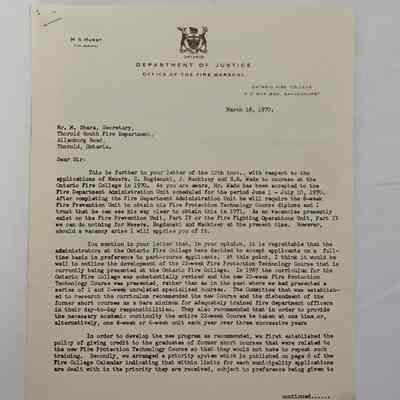 M S HURST
FIRE MARSHAL
ONTARIO
DEPARTMENT OF JUSTICE
OFFICE OF THE FIRE MARSHAL
ONTARIO FIRE COLLEGE
P.O. BOX 850, GRAVENHURST
March 18, 1970.
Mr. M. Shara, Secretary,
Thorold South Fire Department,
Allanburg Road,
Thorold, Ontario.
Dear Sir:
This is further to your letter of the 12th inst., with respect to the
applications of Messrs. C. Bogdanski, J. Mackissy and R.B. Wade to courses at the
Ontario Fire College in 1970. As you are aware, Mr. Wade has been accepted to the
Fire Department Administration Unit scheduled for the period June 1 - July 10, 1970.
After completing the Fire Department Administration Unit he will require the 8-week
Fire Prevention Unit to obtain his Fire Protection Technology Course diploma and I
trust that he can see his way clear to obtain this in 1971. As no vacancies presently
exist on the Fire Prevention Unit, Part IV or the Fire Fighting Operations Unit, Part II
we can do nothing for Messrs. Bogdanski and Mackissy at the present time. However,
should a vacancy arise I will apprise you of it.
You mention in your letter that, in your opinion, it is regrettable that the
administration at the Ontario Fire College have decided to accept applicants on a full-
time basis in preference to part-course applicants. At this point, I think it would be
well to outline the development of the 22-week Fire Protection Technology Course that is
currently being presented at the Ontario Fire College. In 1967 the curriculum for the
Ontario Fire College was substantially revised and the new 22-week Fire Protection
Technology Course was presented, rather than as in the past where we had presented a
series of 1 and 2-week unrelated specialised courses. The Committee that was establish-
ed to research the curriculum recommended the new Course and the disbandment of the
former short courses as a bare minimum for adequately trained fire department officers
in their day-to-day responsibilities. They also recommended that in order to provide
the necessary academic continuity the entire 22-week Course be taken at one time or,
alternatively, one 8-week or 6-week unit each year over three successive years
In order to develop the new program as recommended, we first established the
policy of giving credit to the graduates of former short courses that were related to
the new Fire Protection Technology Course so that they would not have to repeat such
training. Secondly, we arranged a priority system which is published on page 6 of the
Fire College Calendar indicating that within limits for each municipality applications
are dealt with in the priority they are received, subject to preference being given to
continued......